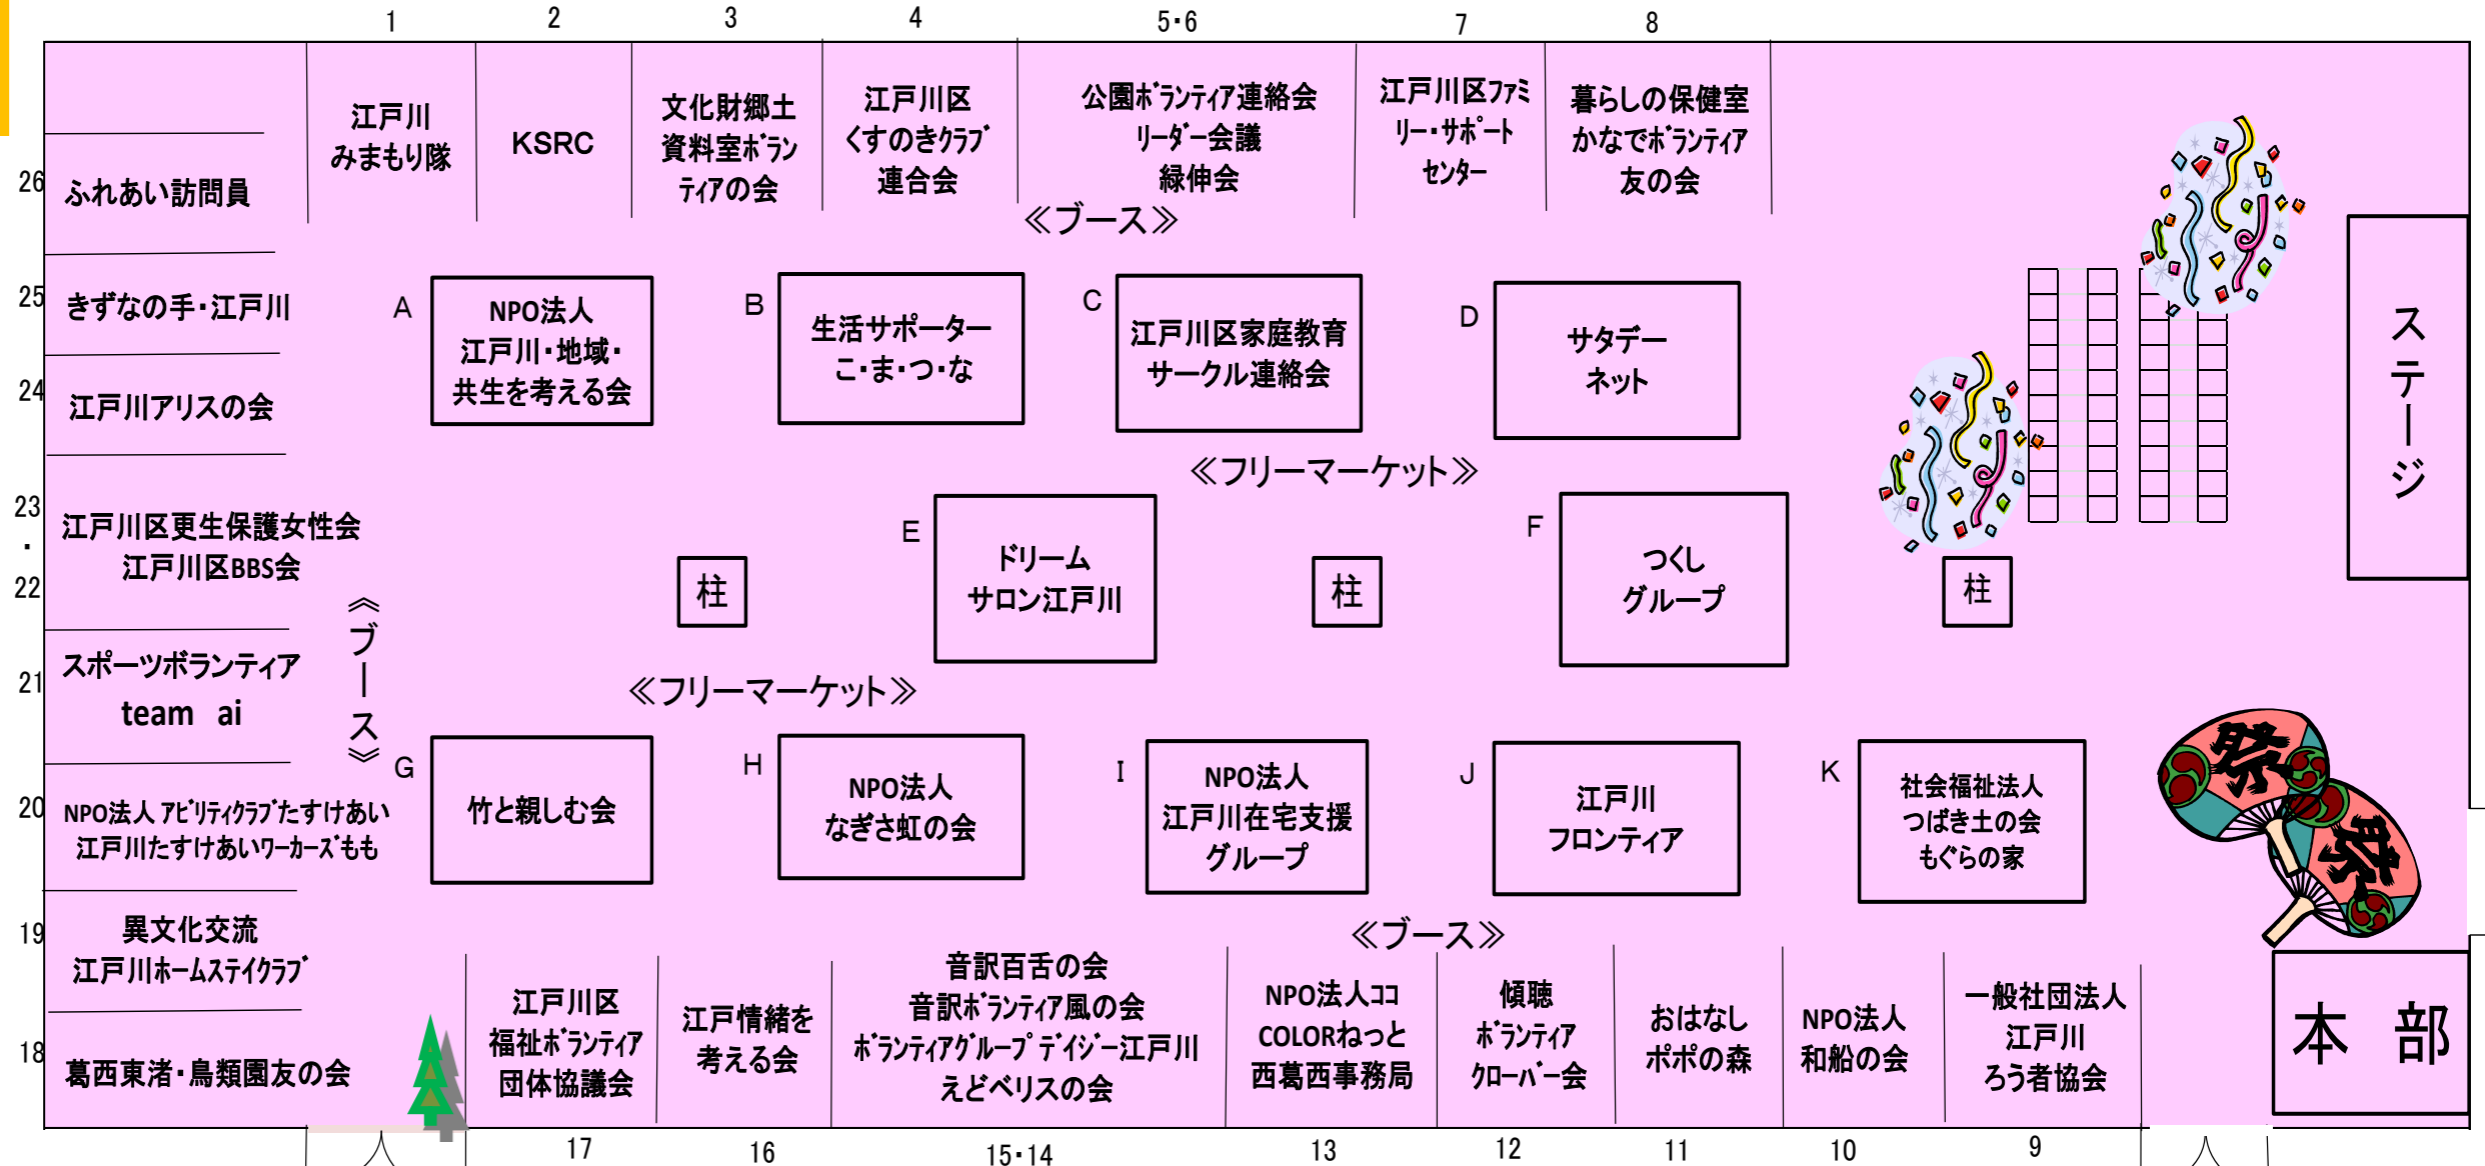 1
2
3
4
5・6
7
8
江戸川
みまもり隊
KSRC
文化財郷土
資料室ボラン
ティアの会
江戸川区
くすのきクラブ
連合会
公園ボランティア連絡会
リーダー会議
緑伸会
江戸川区ファミ
リー・サポート
センター
暮らしの保健室
かなでボランティア
友の会
≪ブース≫
26
ふれあい訪問員
25
きずなの手・江戸川
24
江戸川アリスの会
23
・
22
江戸川区更生保護女性会
江戸川区BBS会
21
スポーツボランティア
team ai
20
NPO法人 アビリティクラブたすけあい
江戸川たすけあいワーカーズもも
19
異文化交流
江戸川ホームステイクラブ
18
葛西東渚・鳥類園友の会
≪ブース≫
A
NPO法人
江戸川・地域・
共生を考える会
B
生活サポーター
こ・ま・つ・な
C
江戸川区家庭教育
サークル連絡会
D
サタデー
ネット
≪フリーマーケット≫
E
ドリーム
サロン江戸川
F
つくし
グループ
柱
柱
柱
ステージ
≪フリーマーケット≫
G
竹と親しむ会
H
NPO法人
なぎさ虹の会
I
NPO法人
江戸川在宅支援
グループ
J
江戸川
フロンティア
K
社会福祉法人
つばき土の会
もぐらの家
祭
祭
≪ブース≫
江戸川区
福祉ボランティア
団体協議会
江戸情緒を
考える会
音訳百舌の会
音訳ボランティア風の会
ボランティアグループ デイジー江戸川
えどベリスの会
NPO法人ココ
COLORねっと
西葛西事務局
傾聴
ボランティア
クローバー会
おはなし
ポポの森
NPO法人
和船の会
一般社団法人
江戸川
ろう者協会
本 部
17
16
15・14
13
12
11
10
9
入
入